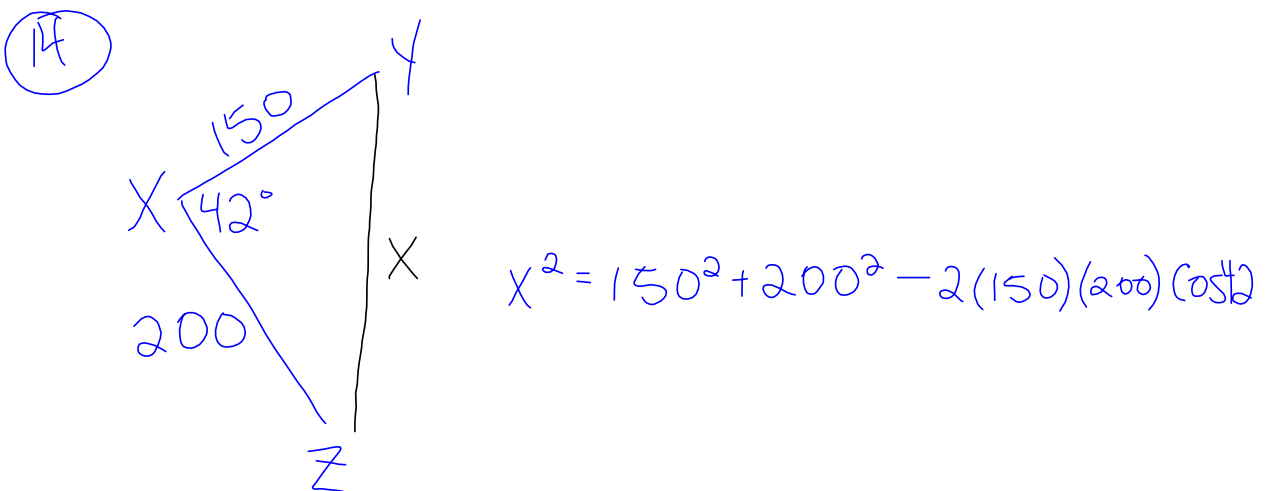 14
Y
150
X
42°
X
X² = 150² + 200² – 2(150)(200) Cos42
200
Z